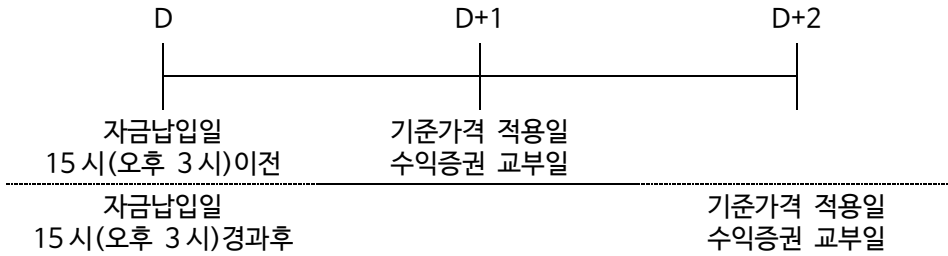 D D+1 D+2
자금납입일 기준가격 적용일
15시(오후 3시)이전 수익증권 교부일
자금납입일 기준가격 적용일
15시(오후 3시)경과후 수익증권 교부일